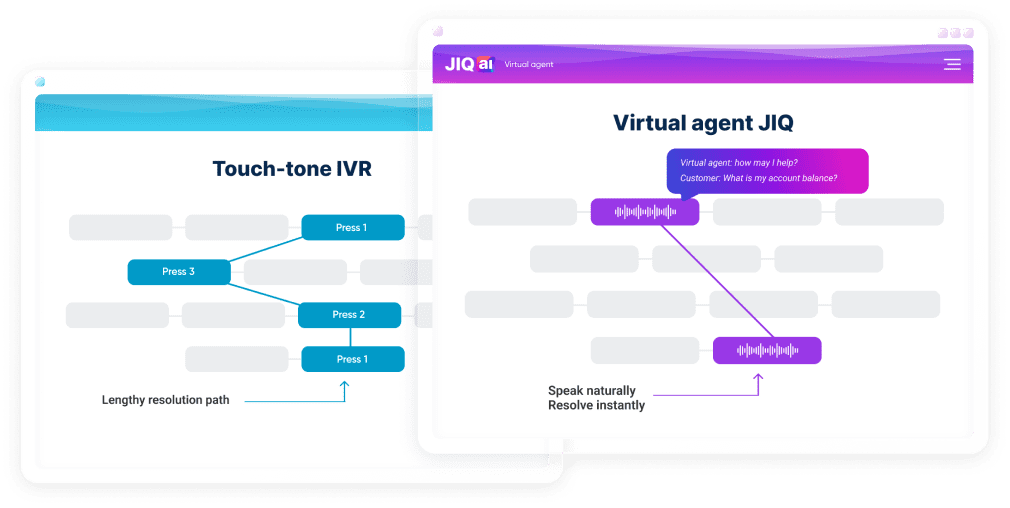 Touch-tone IVR
Press 1
Press 3
Press 2
Press 1
Lengthy resolution path
JIQ ai Virtual agent
Virtual agent JIQ
Virtual agent: how may I help?
Customer: What is my account balance?
Speak naturally
Resolve instantly